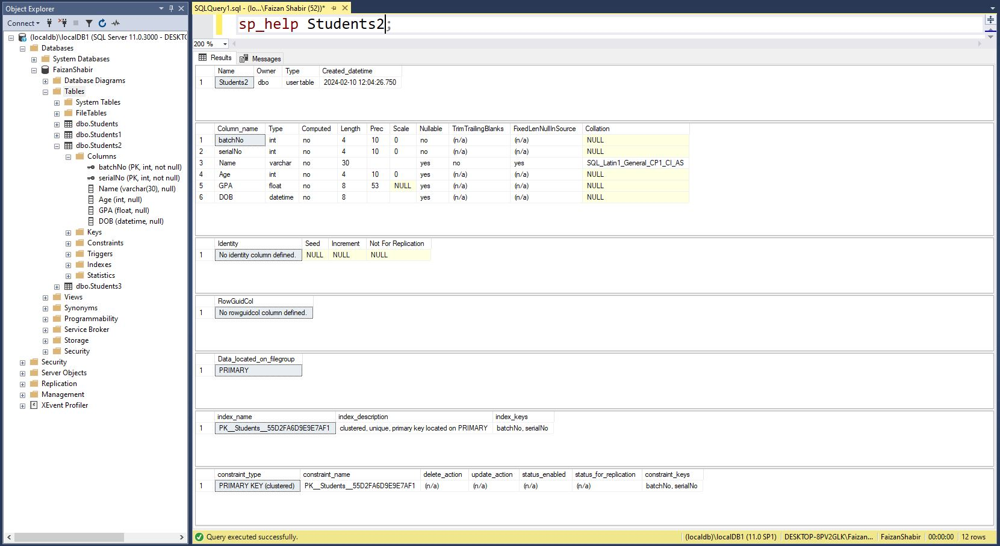 Object Explorer
Connect
(localdb)\localDB1 (SQL Server 11.0.3000 - DESKTO
Databases
System Databases
FaizanShabir
Database Diagrams
Tables
System Tables
FileTables
dbo.Students
dbo.Students1
dbo.Students2
Columns
batchNo (PK, int, not null)
serialNo (PK, int, not null)
Name (varchar(30), null)
Age (int, null)
GPA (float, null)
DOB (datetime, null)
Keys
Constraints
Triggers
Indexes
Statistics
dbo.Students3
Views
Synonyms
Programmability
Service Broker
Storage
Security
Security
Server Objects
Replication
Management
XEvent Profiler
SQLQuery1.sql - (lo...\Faizan Shabir (52))*
sp_help Students2;
200 %
Results Messages
Name Owner Type Created_datetime
1 Students2 dbo user table 2024-02-10 12:04:26.750
Column_name Type Computed Length Prec Scale Nullable TrimTrailingBlanks FixedLenNullInSource Collation
1 batchNo int no 4 10 0 no (n/a) (n/a) NULL
2 serialNo int no 4 10 0 no (n/a) (n/a) NULL
3 Name varchar no 30 yes no yes SQL_Latin1_General_CP1_CI_AS
4 Age int no 4 10 0 yes (n/a) (n/a) NULL
5 GPA float no 8 53 NULL yes (n/a) (n/a) NULL
6 DOB datetime no 8 yes (n/a) (n/a) NULL
Identity Seed Increment Not For Replication
1 No identity column defined. NULL NULL NULL
RowGuidCol
1 No rowguidcol column defined.
Data_located_on_filegroup
1 PRIMARY
index_name index_description index_keys
1 PK__Students__55D2FA6D9E9E7AF1 clustered, unique, primary key located on PRIMARY batchNo, serialNo
constraint_type constraint_name delete_action update_action status_enabled status_for_replication constraint_keys
1 PRIMARY KEY (clustered) PK__Students__55D2FA6D9E9E7AF1 (n/a) (n/a) (n/a) (n/a) batchNo, serialNo
Query executed successfully. (localdb)\localDB1 (11.0 SP1) DESKTOP-8PV2GLK\Faizan... FaizanShabir 00:00:00 12 rows